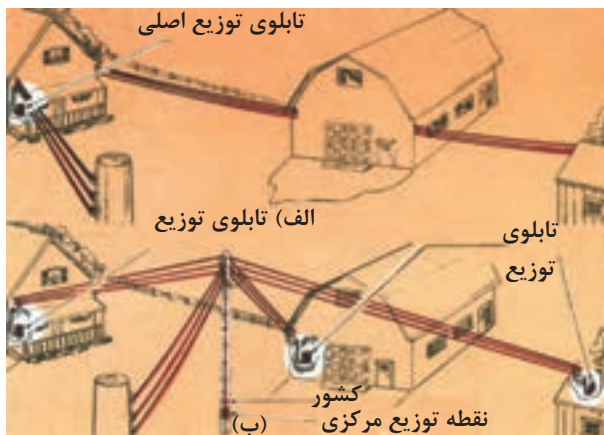 تابلوی توزیع اصلی
الف) تابلوی توزیع
تابلوی
توزیع
کشور
نقطه توزیع مرکزی
(ب)